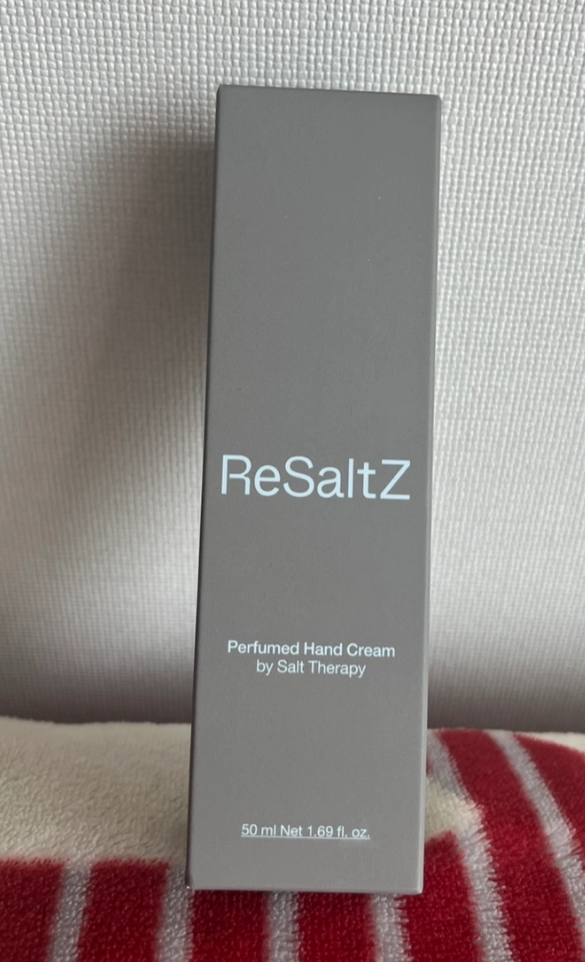 ReSaltZ
Perfumed Hand Cream
by Salt Therapy
50 ml Net 1.69 fl. oz.